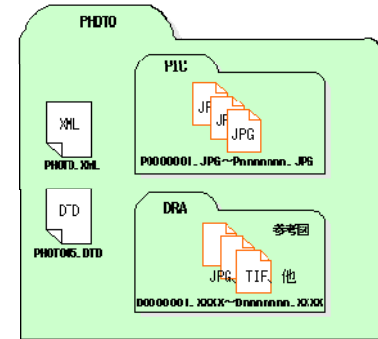 PHOTO
PIC
XML
PHOTO.XML
JPG
JPG
JPG
P0000001.JPG～Pnnnnnnn.JPG
DTD
PHOTO05.DTD
DRA
参考図
JPG、TIF、他
D0000001.XXXX～Dnnnnnnn.XXXX